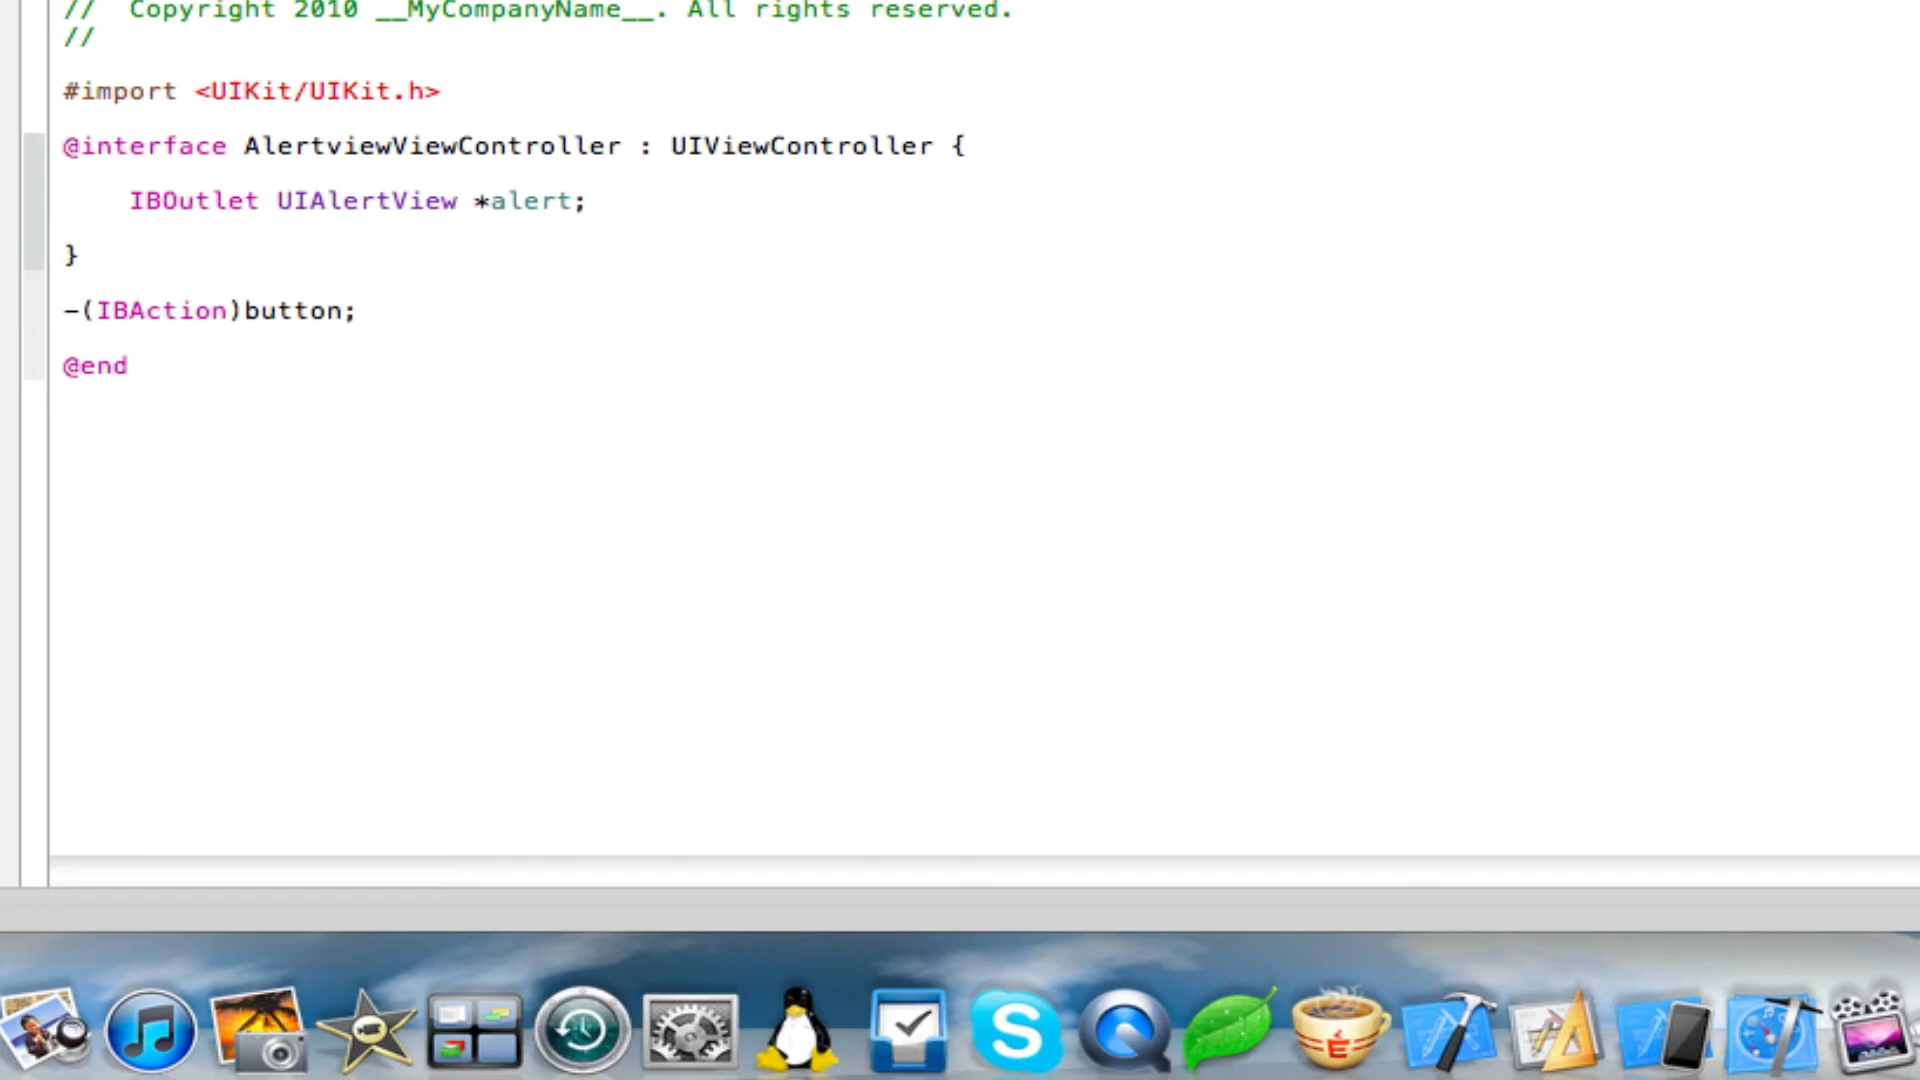 //  Copyright 2010 __MyCompanyName__. All rights reserved.
//
#import <UIKit/UIKit.h>
@interface AlertviewViewController : UIViewController {
    IBOutlet UIAlertView *alert;
}
-(IBAction)button;
@end